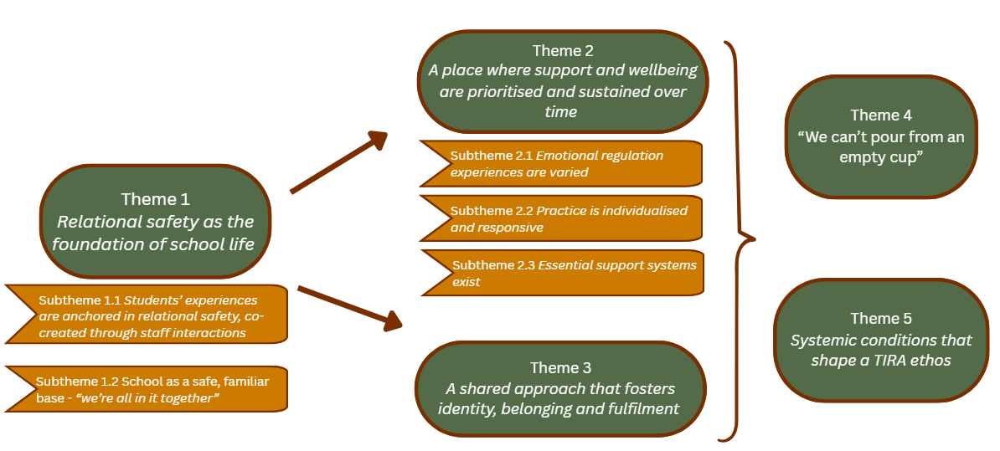 Theme 1
Relational safety as the
foundation of school life
Subtheme 1.1 Students’ experiences
are anchored in relational safety, co-
created through staff interactions
Subtheme 1.2 School as a safe, familiar
base - “we’re all in it together”
Theme 2
A place where support and wellbeing
are prioritised and sustained over
time
Subtheme 2.1 Emotional regulation
experiences are varied
Subtheme 2.2 Practice is individualised
and responsive
Subtheme 2.3 Essential support systems
exist
Theme 3
A shared approach that fosters
identity, belonging and fulfilment
Theme 4
“We can’t pour from an
empty cup”
Theme 5
Systemic conditions that
shape a TIRA ethos